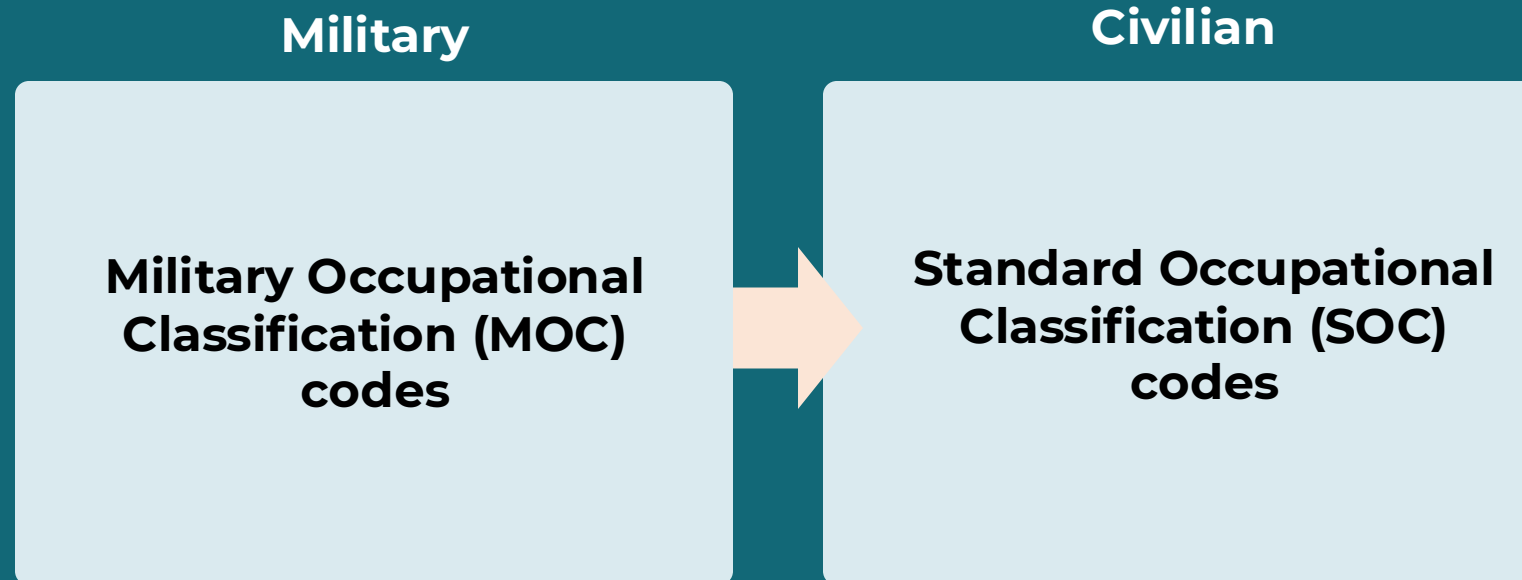 Military
Military Occupational
Classification (MOC)
codes
Civilian
Standard Occupational
Classification (SOC)
codes